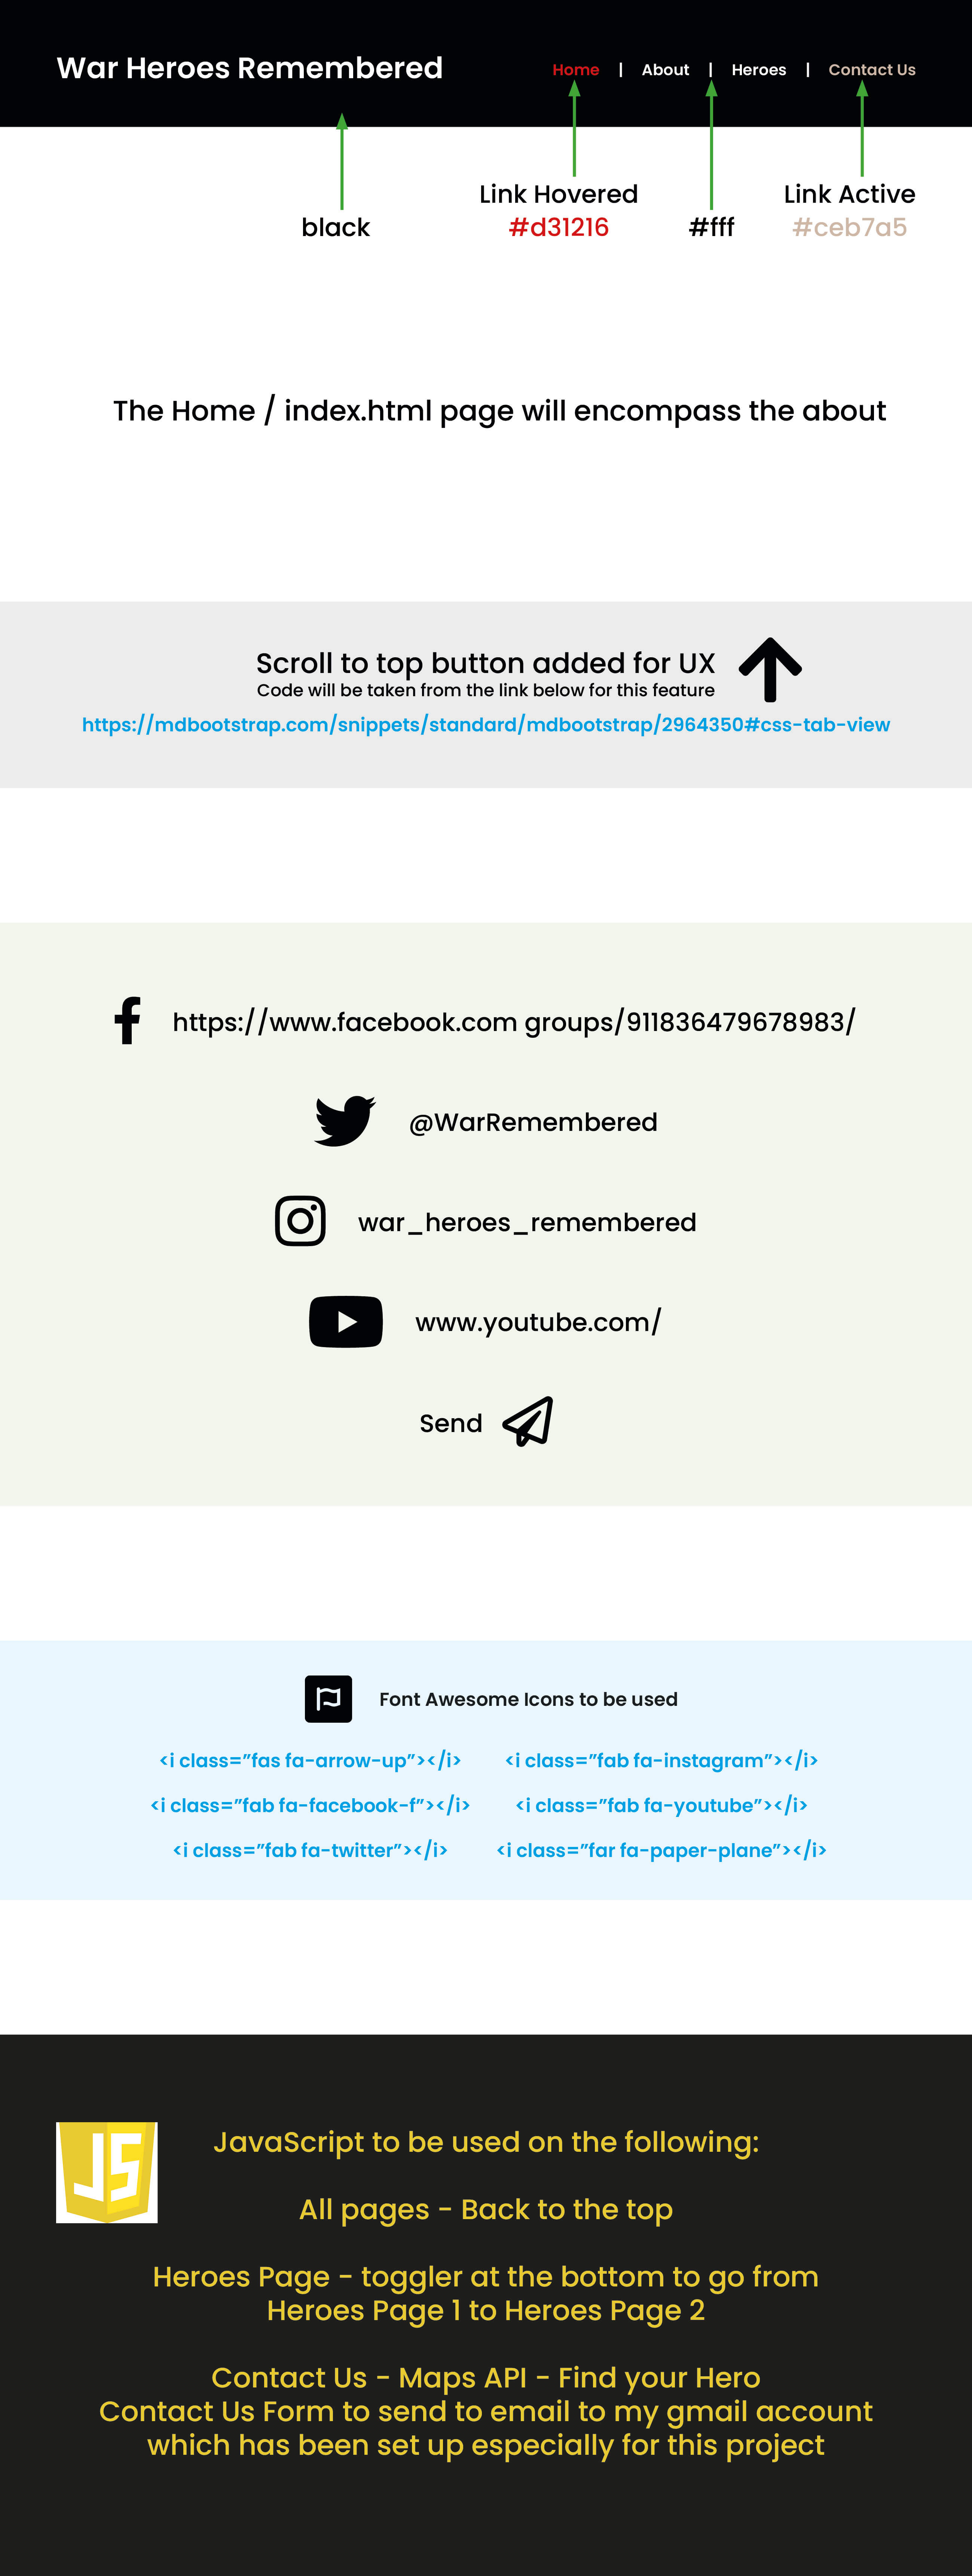 War Heroes Remembered
Home | About | Heroes | Contact Us
Link Hovered
Link Active
black
#d31216
#fff
#ceb7a5
The Home / index.html page will encompass the about
Scroll to top button added for UX
Code will be taken from the link below for this feature
https://mdbootstrap.com/snippets/standard/mdbootstrap/2964350#css-tab-view
https://www.facebook.com groups/911836479678983/
@WarRemembered
war_heroes_remembered
www.youtube.com/
Send
Font Awesome Icons to be used
<i class=”fas fa-arrow-up”></i>
<i class=”fab fa-instagram”></i>
<i class=”fab fa-facebook-f”></i>
<i class=”fab fa-youtube”></i>
<i class=”fab fa-twitter”></i>
<i class=”far fa-paper-plane”></i>
JS
JavaScript to be used on the following:
All pages - Back to the top
Heroes Page - toggler at the bottom to go from
Heroes Page 1 to Heroes Page 2
Contact Us - Maps API - Find your Hero
Contact Us Form to send to email to my gmail account
which has been set up especially for this project